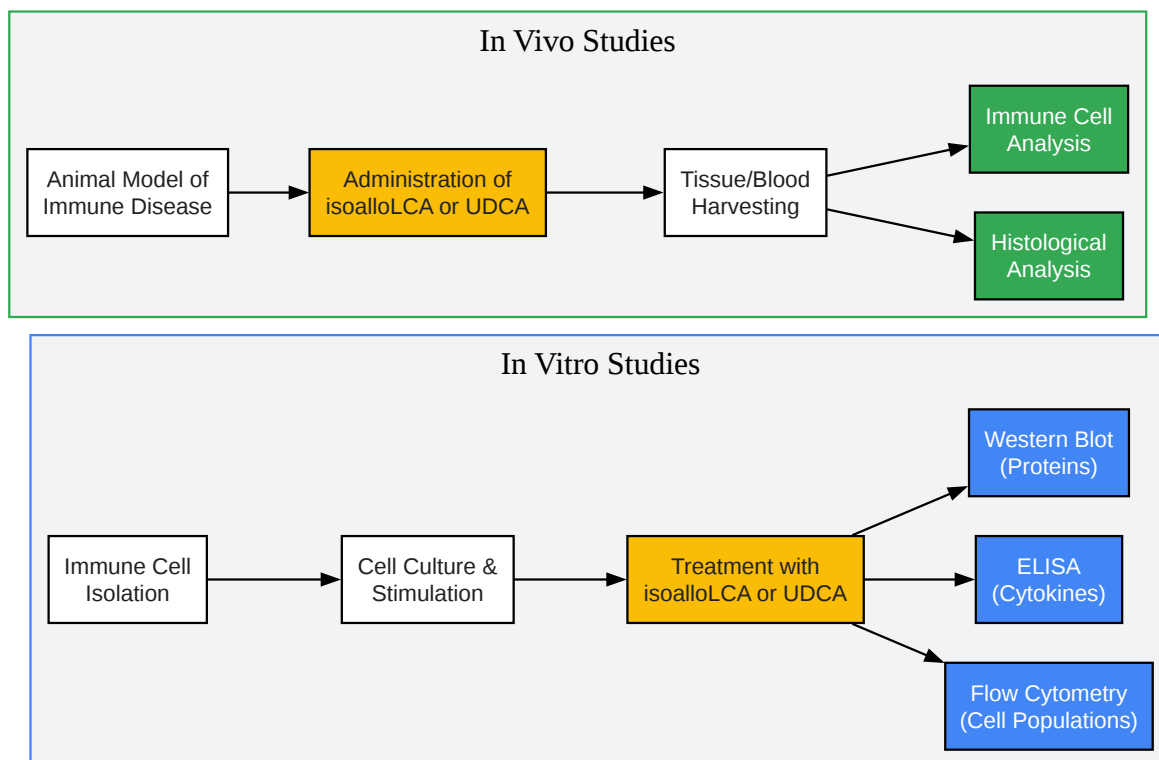 In Vivo Studies
Animal Model of
Immune Disease
Administration of
isoalloLCA or UDCA
Tissue/Blood
Harvesting
Immune Cell
Analysis
Histological
Analysis
In Vitro Studies
Immune Cell
Isolation
Cell Culture &
Stimulation
Treatment with
isoalloLCA or UDCA
Western Blot
(Proteins)
ELISA
(Cytokines)
Flow Cytometry
(Cell Populations)